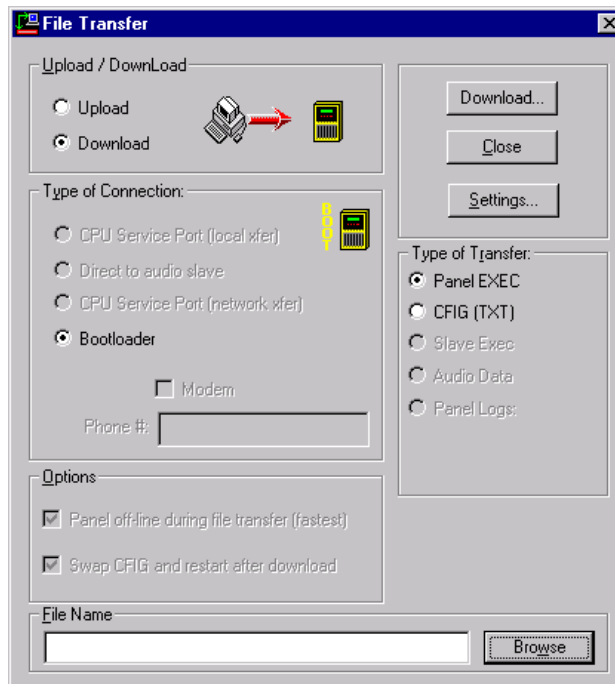 File Transfer
Upload / DownLoad
Upload
Download
Download...
Close
Settings...
Type of Connection:
BOOT
CPU Service Port (local xfer)
Direct to audio slave
CPU Service Port (network xfer)
Bootloader
Modem
Phone #:
Type of Transfer:
Panel EXEC
CFIG (TXT)
Slave Exec
Audio Data
Panel Logs:
Options
Panel off-line during file transfer (fastest)
Swap CFIG and restart after download
File Name
Browse